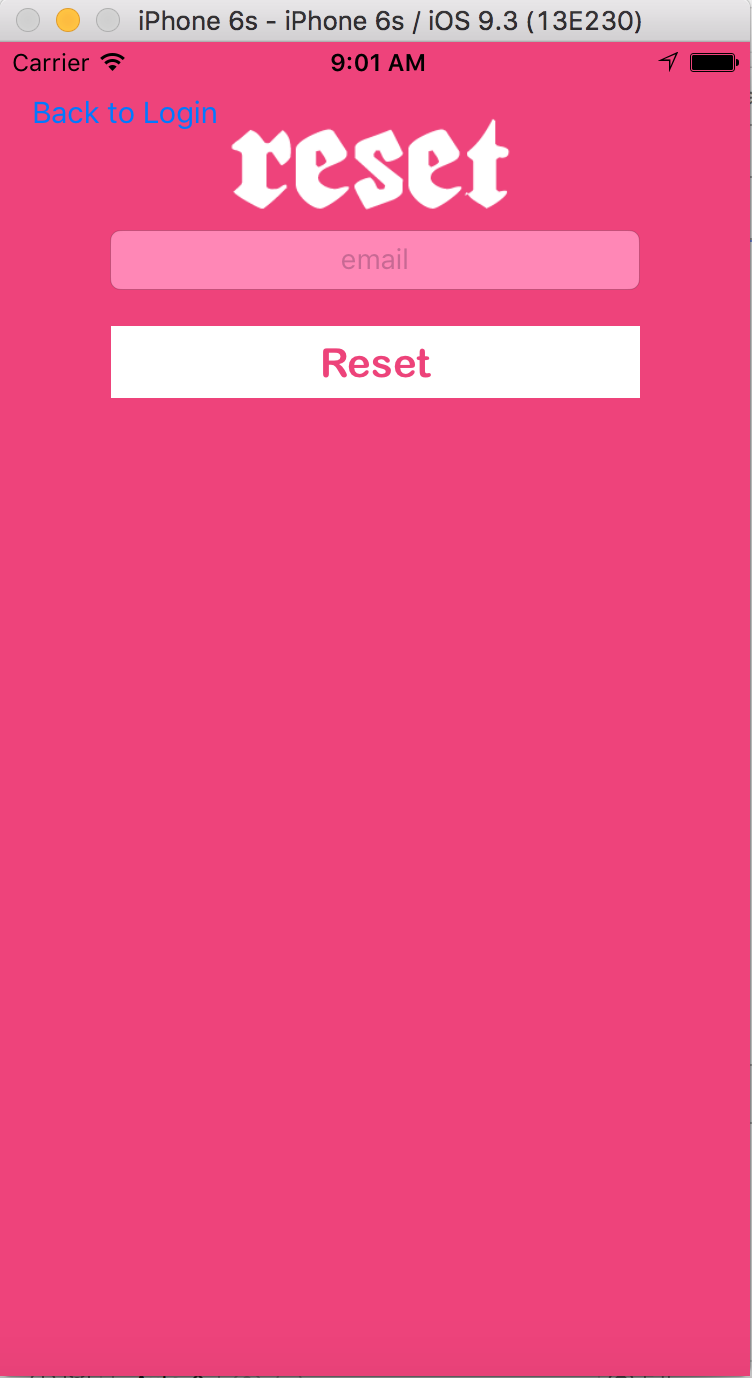 iPhone 6s - iPhone 6s / iOS 9.3 (13E230)
Carrier 9:01 AM
Back to Login
reset
email
Reset